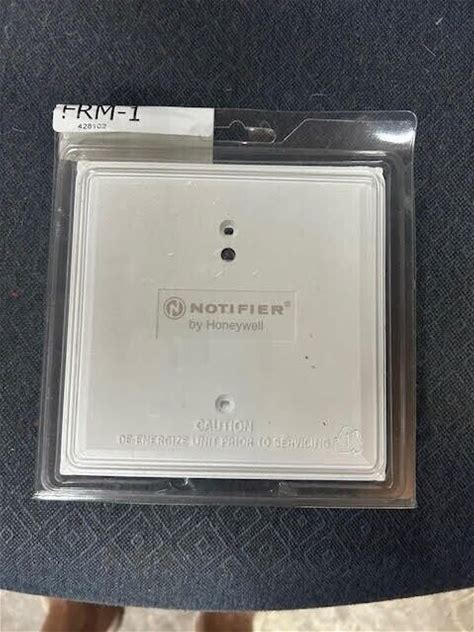 FRM-1
428102
N NOTIFIER®
by Honeywell
CAUTION
DE-ENERGIZE UNIT PRIOR TO SERVICING